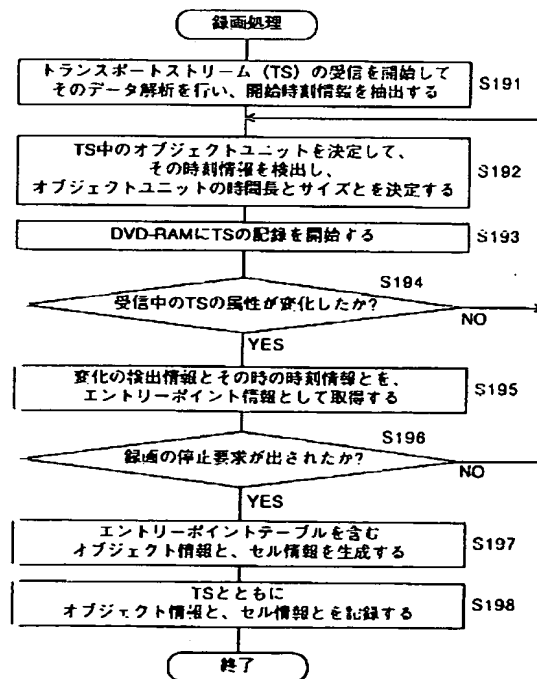 録画処理
トランスポートストリーム (TS) の受信を開始して
そのデータ解析を行い、開始時刻情報を抽出する
S191
TS中のオブジェクトユニットを決定して、
その時刻情報を検出し、
オブジェクトユニットの時間長とサイズとを決定する
S192
DVD-RAMにTSの記録を開始する
S193
S194
受信中のTSの属性が変化したか?
NO
YES
変化の検出情報とその時の時刻情報とを、
エントリーポイント情報として取得する
S195
S196
録画の停止要求が出されたか?
NO
YES
エントリーポイントテーブルを含む
オブジェクト情報と、セル情報を生成する
S197
TSとともに
オブジェクト情報と、セル情報とを記録する
S198
終了